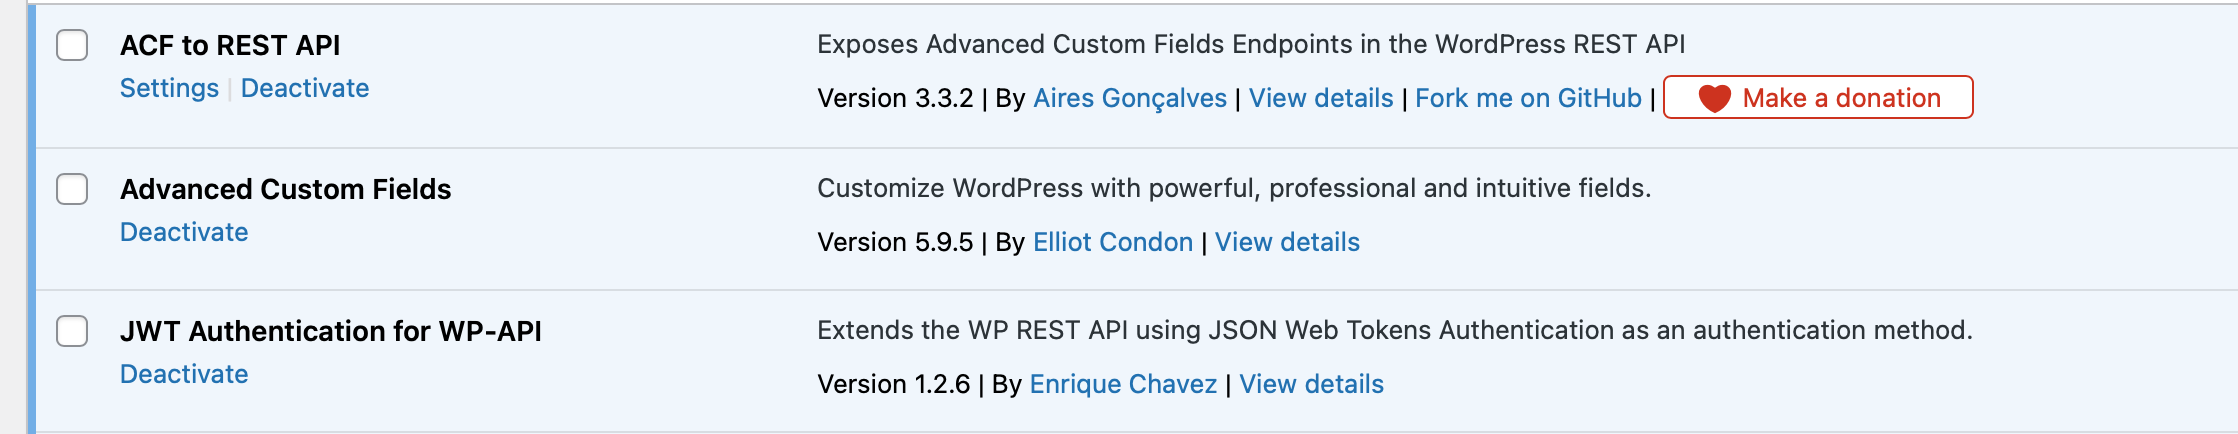 ACF to REST API
Settings | Deactivate
Exposes Advanced Custom Fields Endpoints in the WordPress REST API
Version 3.3.2 | By Aires Gonçalves | View details | Fork me on GitHub | Make a donation
Advanced Custom Fields
Deactivate
Customize WordPress with powerful, professional and intuitive fields.
Version 5.9.5 | By Elliot Condon | View details
JWT Authentication for WP-API
Deactivate
Extends the WP REST API using JSON Web Tokens Authentication as an authentication method.
Version 1.2.6 | By Enrique Chavez | View details